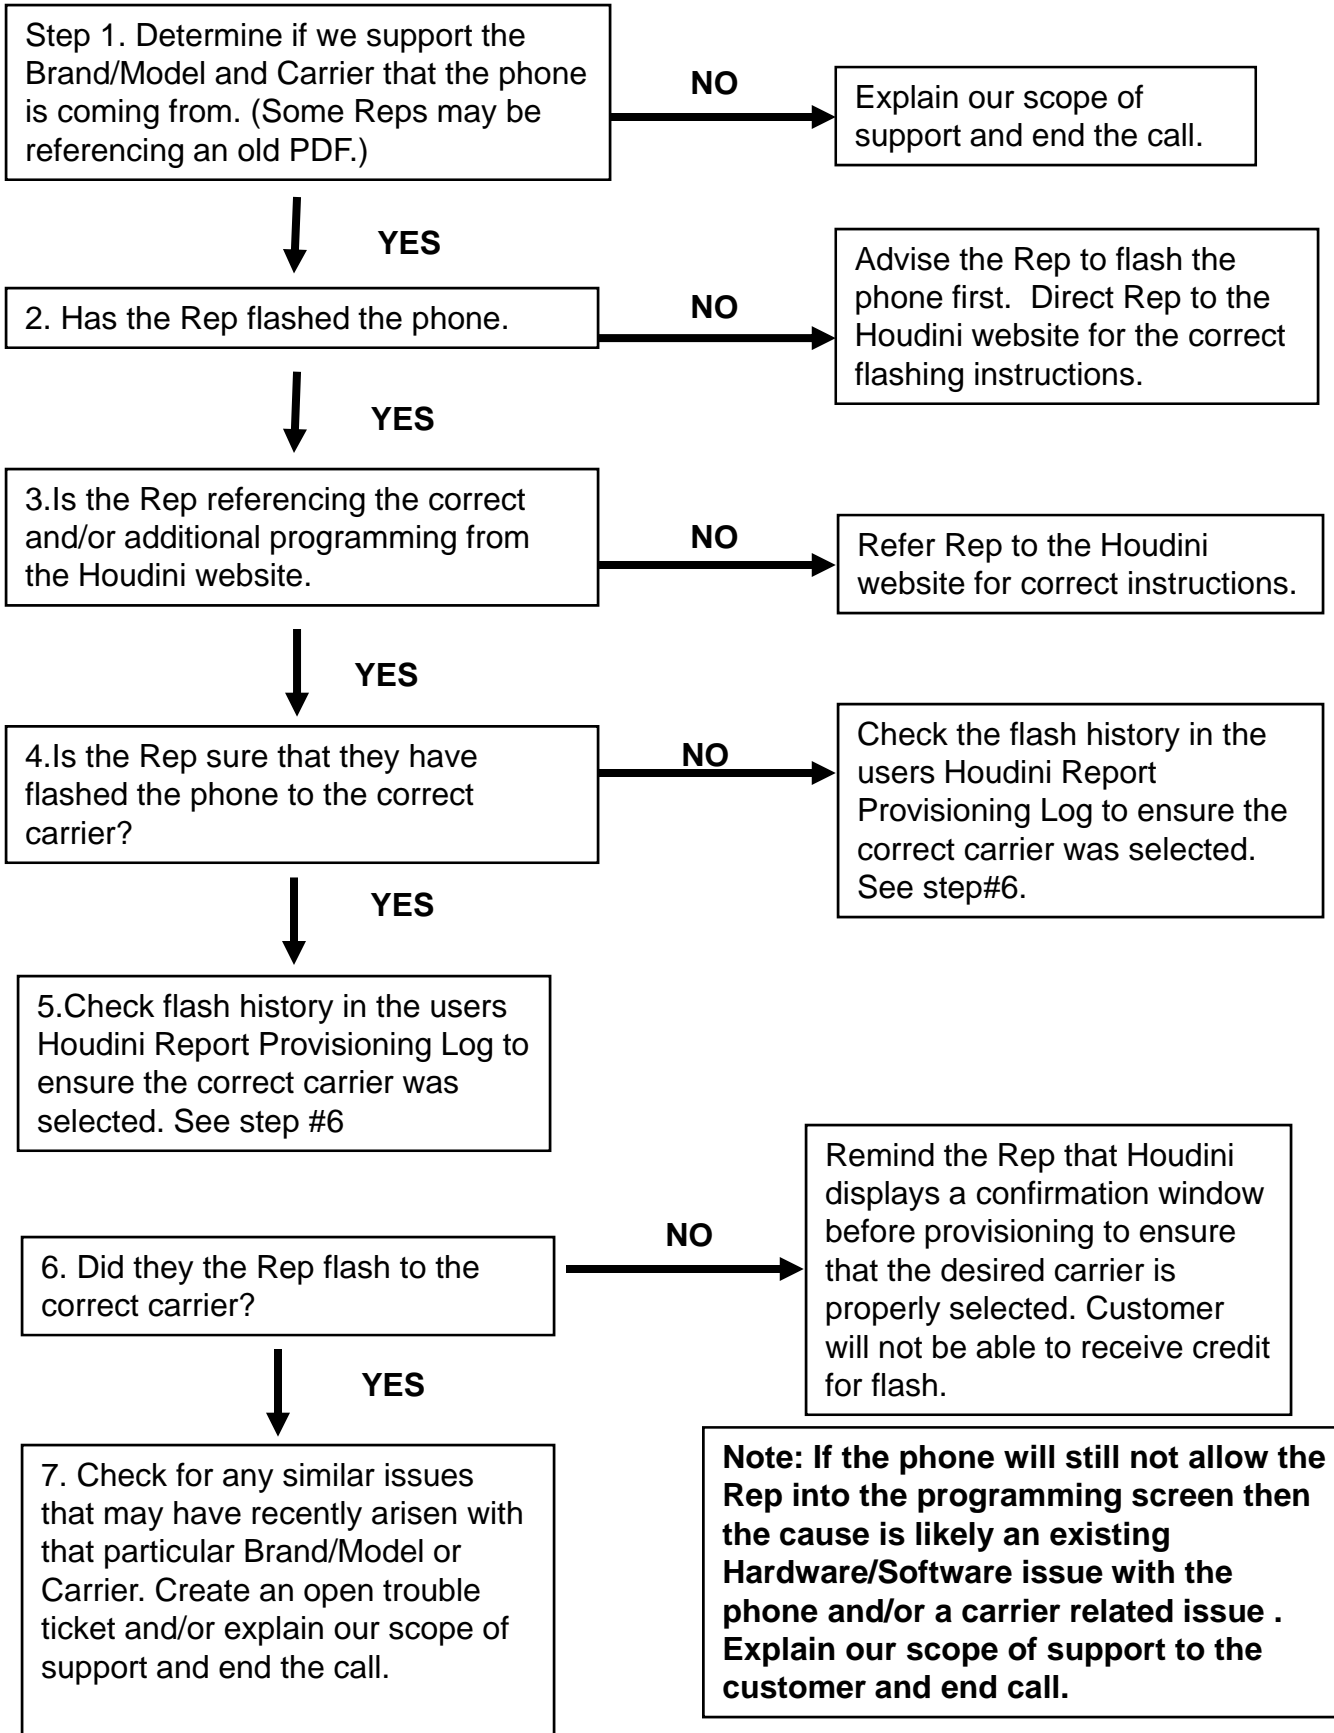 Step 1. Determine if we support the
Brand/Model and Carrier that the phone
is coming from. (Some Reps may be
referencing an old PDF.)
NO
Explain our scope of
support and end the call.
YES
2. Has the Rep flashed the phone.
NO
Advise the Rep to flash the
phone first.  Direct Rep to the
Houdini website for the correct
flashing instructions.
YES
3.Is the Rep referencing the correct
and/or additional programming from
the Houdini website.
NO
Refer Rep to the Houdini
website for correct instructions.
YES
4.Is the Rep sure that they have
flashed the phone to the correct
carrier?
NO
Check the flash history in the
users Houdini Report
Provisioning Log to ensure the
correct carrier was selected.
See step#6.
YES
5.Check flash history in the users
Houdini Report Provisioning Log to
ensure the correct carrier was
selected. See step #6
6. Did they the Rep flash to the
correct carrier?
NO
Remind the Rep that Houdini
displays a confirmation window
before provisioning to ensure
that the desired carrier is
properly selected. Customer
will not be able to receive credit
for flash.
YES
7. Check for any similar issues
that may have recently arisen with
that particular Brand/Model or
Carrier. Create an open trouble
ticket and/or explain our scope of
support and end the call.
Note: If the phone will still not allow the
Rep into the programming screen then
the cause is likely an existing
Hardware/Software issue with the
phone and/or a carrier related issue .
Explain our scope of support to the
customer and end call.